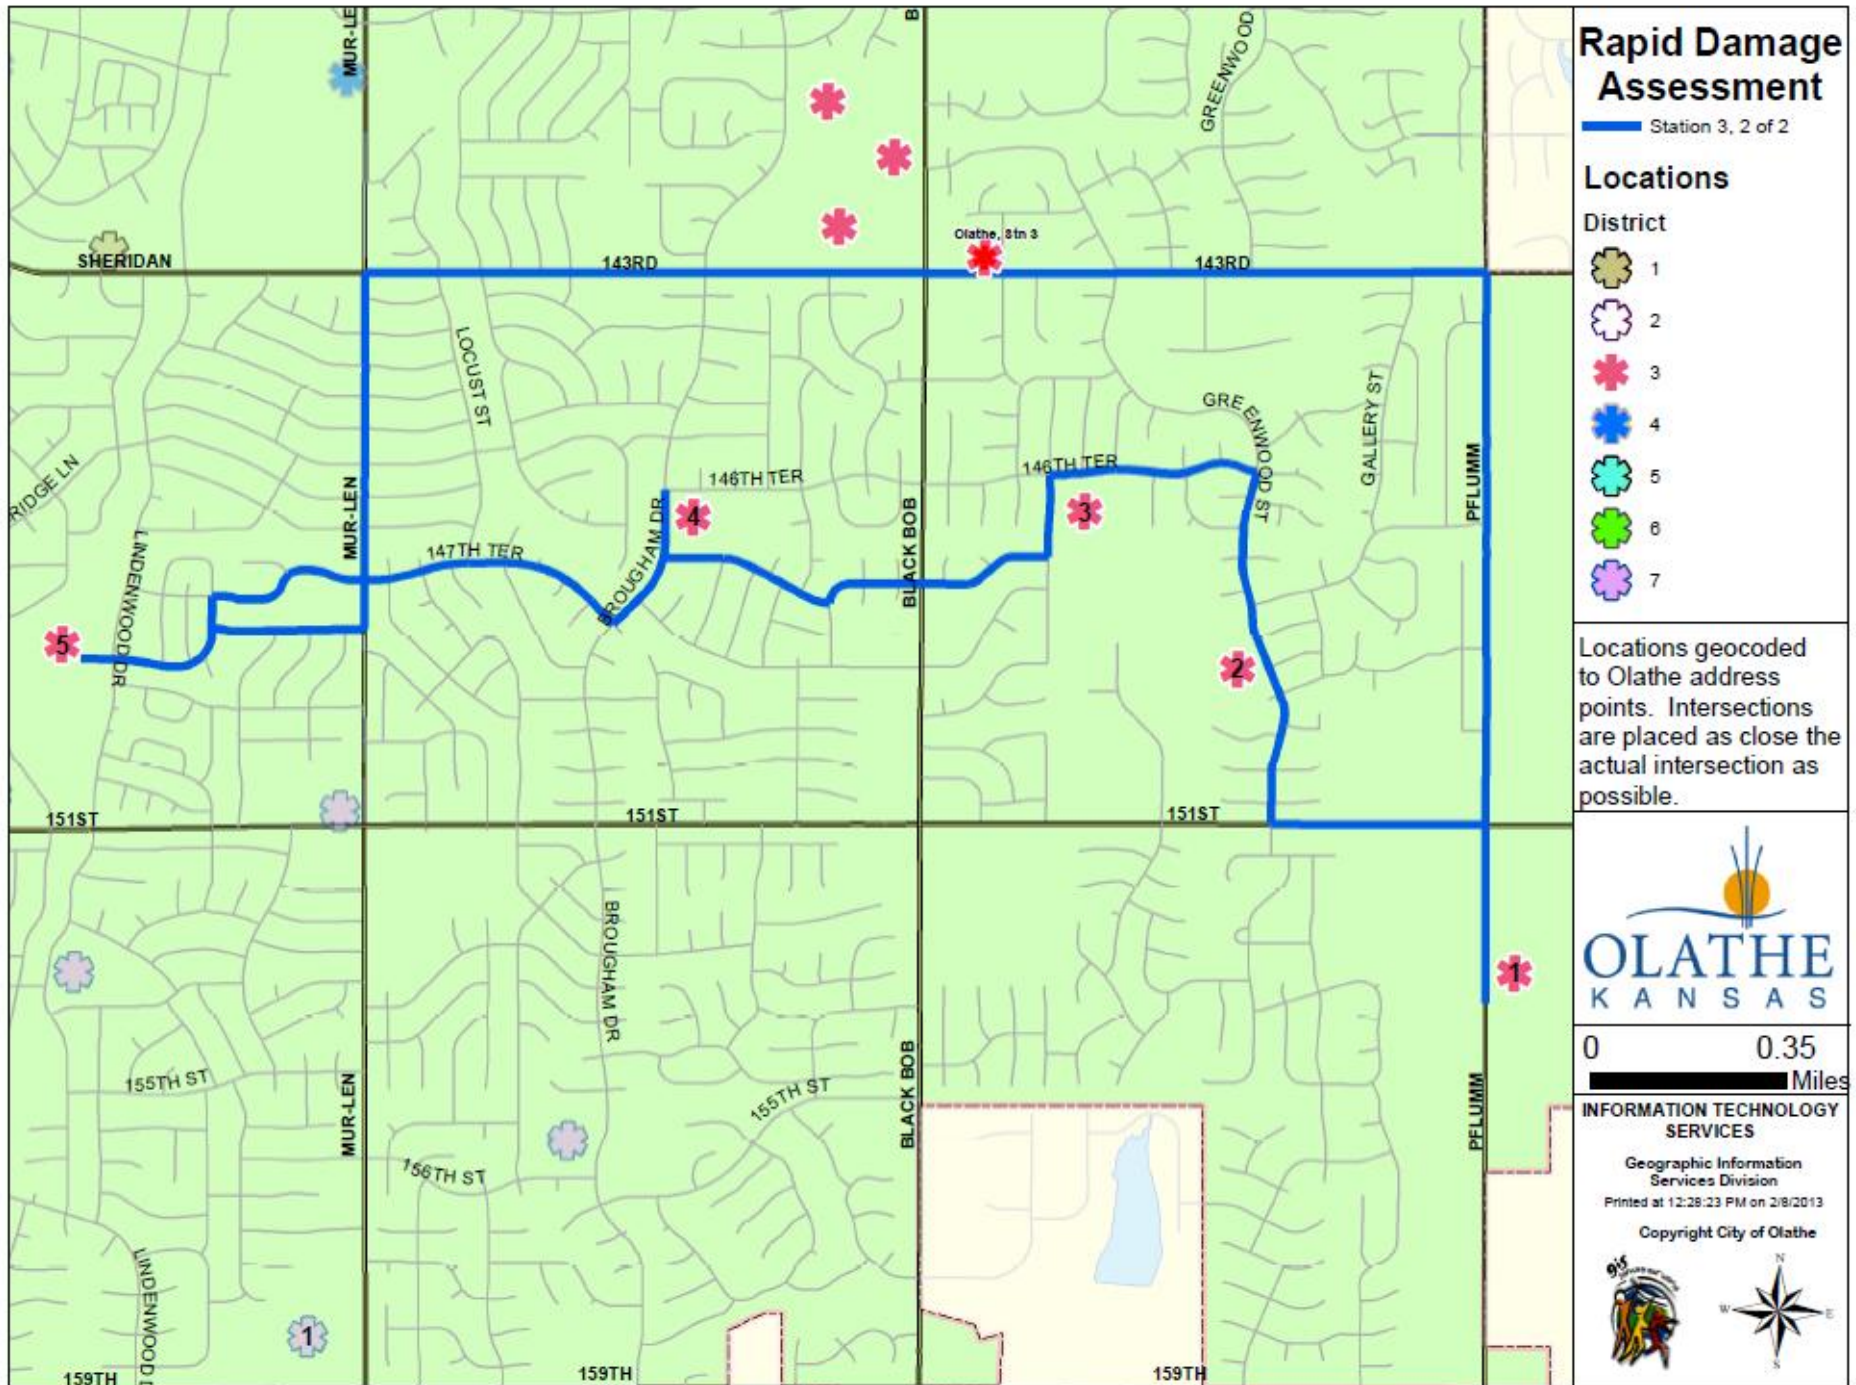 MUR-LE
B
GREENWOOD
Olathe, Stn 3
SHERIDAN
143RD
143RD
LOCUST ST
GREENWOOD ST
GALLERY ST
146TH TER
146TH TER
RIDGE LN
MUR-LEN
BROUGHAM DR
BLACK BOB
PFLUMM
4
3
147TH TER
LINDENWOOD DR
5
2
151ST
151ST
151ST
BROUGHAM DR
1
155TH ST
155TH ST
156TH ST
MUR-LEN
BLACK BOB
PFLUMM
LINDENWOOD D
1
159TH
159TH
159TH
Rapid Damage
Assessment
Station 3, 2 of 2
Locations
District
1
2
3
4
5
6
7
Locations geocoded
to Olathe address
points. Intersections
are placed as close the
actual intersection as
possible.
OLATHE
KANSAS
0 0.35
Miles
INFORMATION TECHNOLOGY
SERVICES
Geographic Information
Services Division
Printed at 12:28:23 PM on 2/8/2013
Copyright City of Olathe
gis
N
W E
S